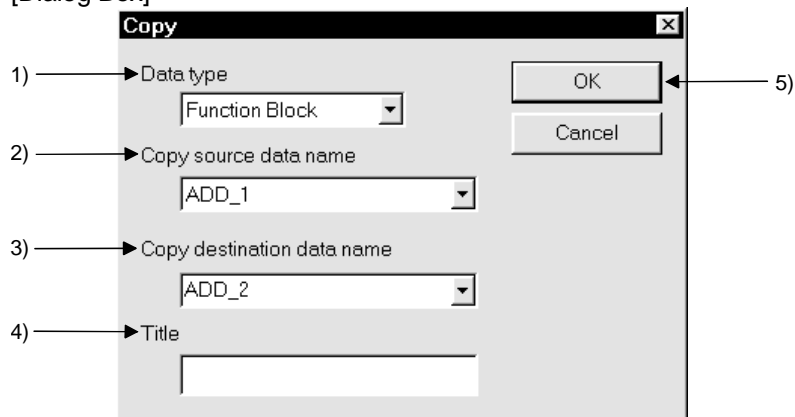 [Dialog Box]
Copy
1) Data type OK 5)
Function Block
Cancel
2) Copy source data name
ADD_1
3) Copy destination data name
ADD_2
4) Title